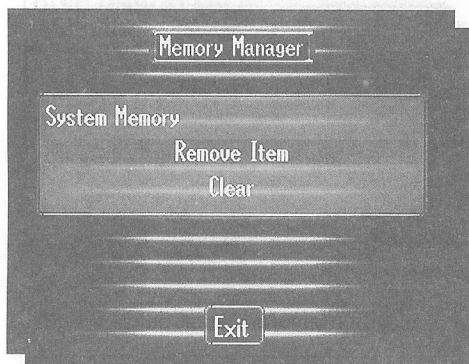 Memory Manager
System Memory
Remove Item
Clear
Exit